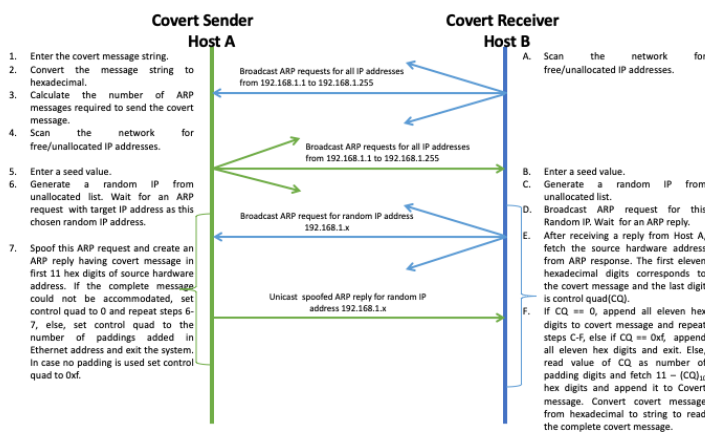 Covert Sender
Host A
Covert Receiver
Host B
1. Enter the covert message string.
2. Convert the message string to
hexadecimal.
3. Calculate the number of ARP
messages required to send the covert
message.
4. Scan the network for
free/unallocated IP addresses.
5. Enter a seed value.
6. Generate a random IP from
unallocated list. Wait for an ARP
request with target IP address as this
chosen random IP address.
7. Spoof this ARP request and create an
ARP reply having covert message in
first 11 hex digits of source hardware
address. If the complete message
could not be accommodated, set
control quad to 0 and repeat steps 6-
7, else, set control quad to the
number of paddings added in
Ethernet address and exit the system.
In case no padding is used set control
quad to 0xf.
Broadcast ARP requests for all IP addresses
from 192.168.1.1 to 192.168.1.255
Broadcast ARP requests for all IP addresses
from 192.168.1.1 to 192.168.1.255
Broadcast ARP request for random IP address
192.168.1.x
Unicast spoofed ARP reply for random IP
address 192.168.1.x
A. Scan the network for
free/unallocated IP addresses.
B. Enter a seed value.
C. Generate a random IP from
unallocated list.
D. Broadcast ARP request for this
Random IP. Wait for an ARP reply.
E. After receiving a reply from Host A,
fetch the source hardware address
from ARP response. The first eleven
hexadecimal digits corresponds to
the covert message and the last digit
is control quad(CQ).
F. If CQ == 0, append all eleven hex
digits to covert message and repeat
steps C-F, else if CQ == 0xf, append
all eleven hex digits and exit. Else,
read value of CQ as number of
padding digits and fetch 11 – (CQ)10
hex digits and append it to Covert
message. Convert covert message
from hexadecimal to string to read
the complete covert message.